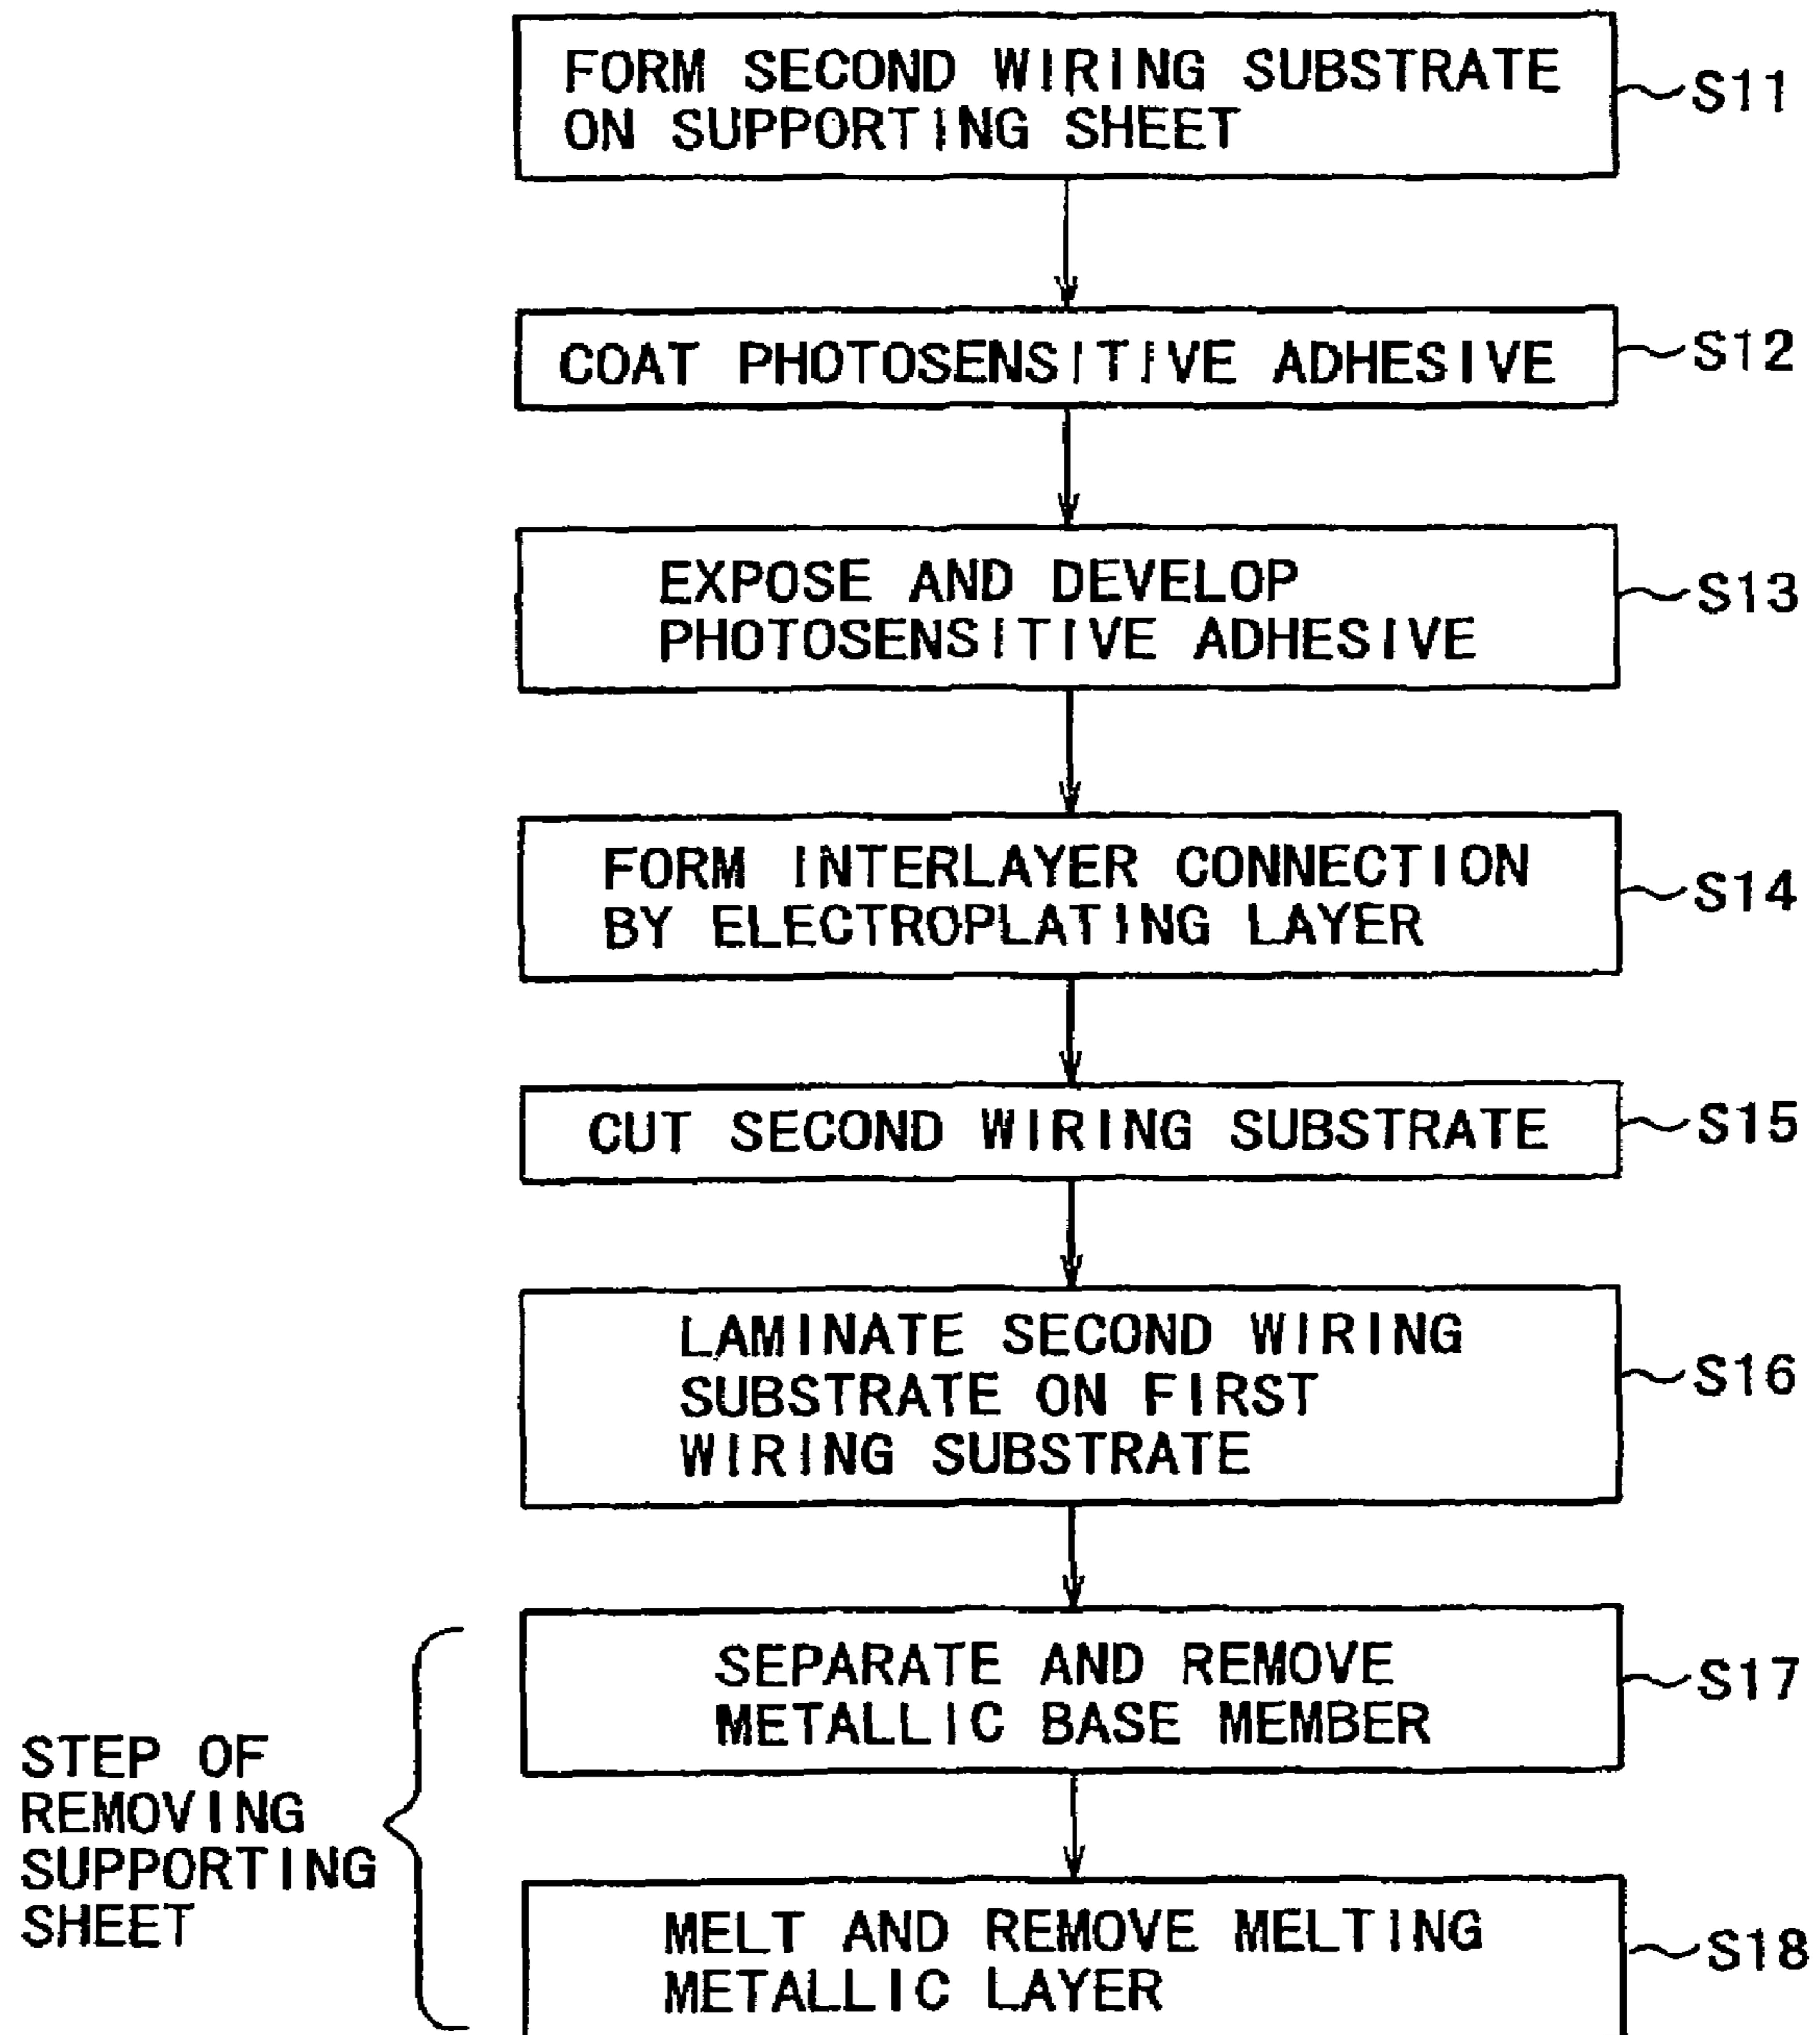 FORM SECOND WIRING SUBSTRATE
ON SUPPORTING SHEET
S11
COAT PHOTOSENSITIVE ADHESIVE
S12
EXPOSE AND DEVELOP
PHOTOSENSITIVE ADHESIVE
S13
FORM INTERLAYER CONNECTION
BY ELECTROPLATING LAYER
S14
CUT SECOND WIRING SUBSTRATE
S15
LAMINATE SECOND WIRING
SUBSTRATE ON FIRST
WIRING SUBSTRATE
S16
STEP OF
REMOVING
SUPPORTING
SHEET
SEPARATE AND REMOVE
METALLIC BASE MEMBER
S17
MELT AND REMOVE MELTING
METALLIC LAYER
S18